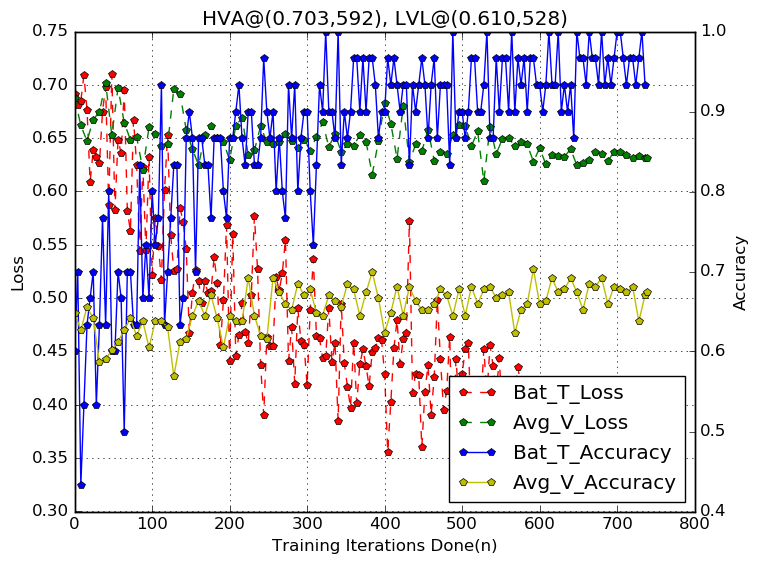 HVA@(0.703,592), LVL@(0.610,528)
Loss
0.75
0.70
0.65
0.60
0.55
0.50
0.45
0.40
0.35
0.30
1.0
0.9
0.8
0.7
0.6
0.5
0.4
Accuracy
Bat_T_Loss
Avg_V_Loss
Bat_T_Accuracy
Avg_V_Accuracy
0 100 200 300 400 500 600 700 800
Training Iterations Done(n)